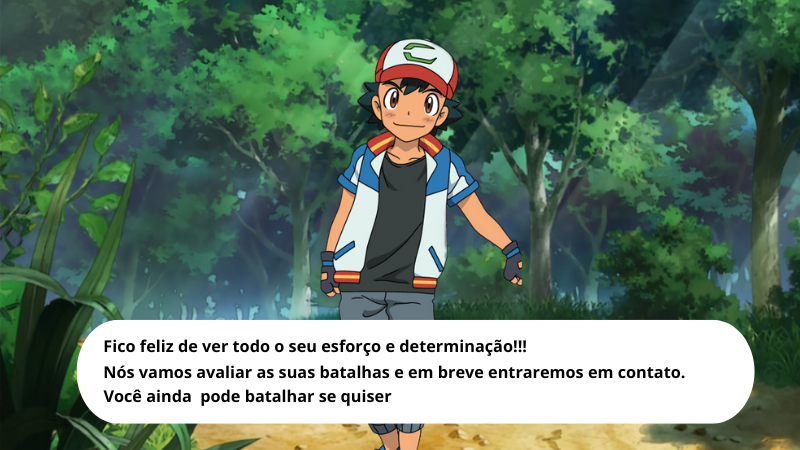 Fico feliz de ver todo o seu esforço e determinação!!!
Nós vamos avaliar as suas batalhas e em breve entraremos em contato.
Você ainda  pode batalhar se quiser